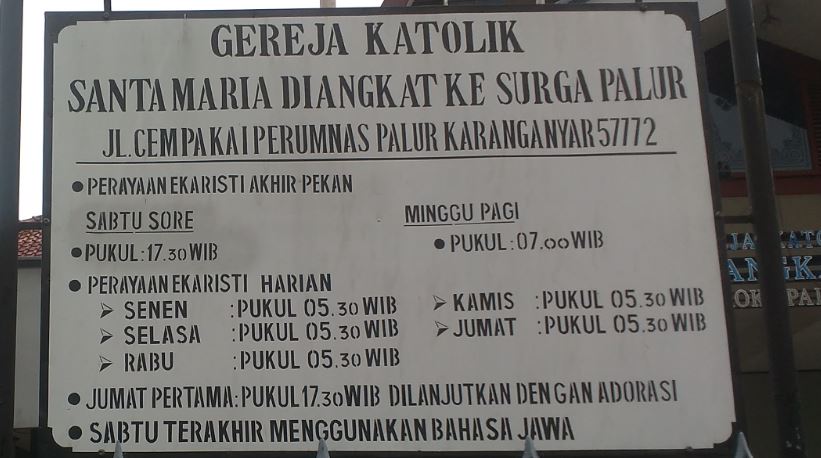 GEREJA KATOLIK
SANTA MARIA DIANGKAT KE SURGA PALUR
JL. CEMPAKA I PERUMNAS PALUR KARANGANYAR 57772
● PERAYAAN EKARISTI AKHIR PEKAN
SABTU SORE
● PUKUL : 17.30 WIB
MINGGU PAGI
● PUKUL : 07.00 WIB
● PERAYAAN EKARISTI HARIAN
➢ SENEN : PUKUL 05.30 WIB
➢ SELASA : PUKUL 05.30 WIB
➢ RABU : PUKUL 05.30 WIB
➢ KAMIS : PUKUL 05.30 WIB
➢ JUMAT : PUKUL 05.30 WIB
● JUMAT PERTAMA : PUKUL 17.30 WIB DILANJUTKAN DENGAN ADORASI
● SABTU TERAKHIR MENGGUNAKAN BAHASA JAWA